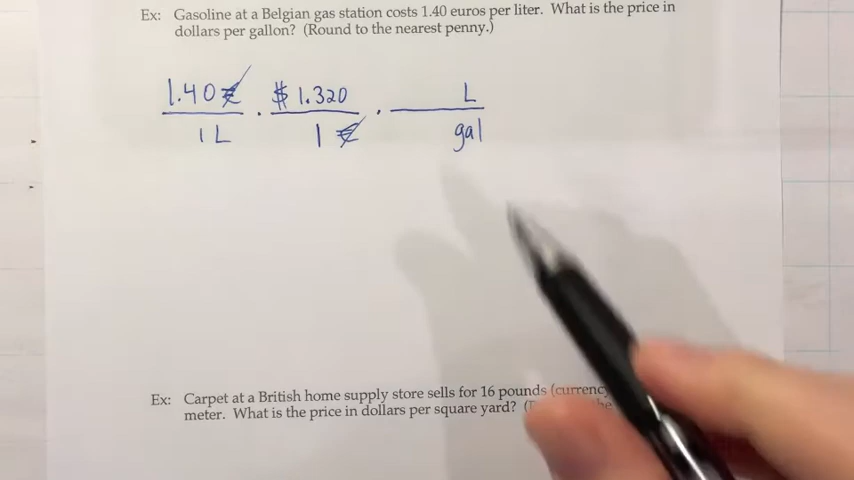 Ex: Gasoline at a Belgian gas station costs 1.40 euros per liter. What is the price in
dollars per gallon? (Round to the nearest penny.)
1.40 € $ 1.320 L
1 L · 1 € · gal
Ex: Carpet at a British home supply store sells for 16 pounds (currency
meter. What is the price in dollars per square yard? (